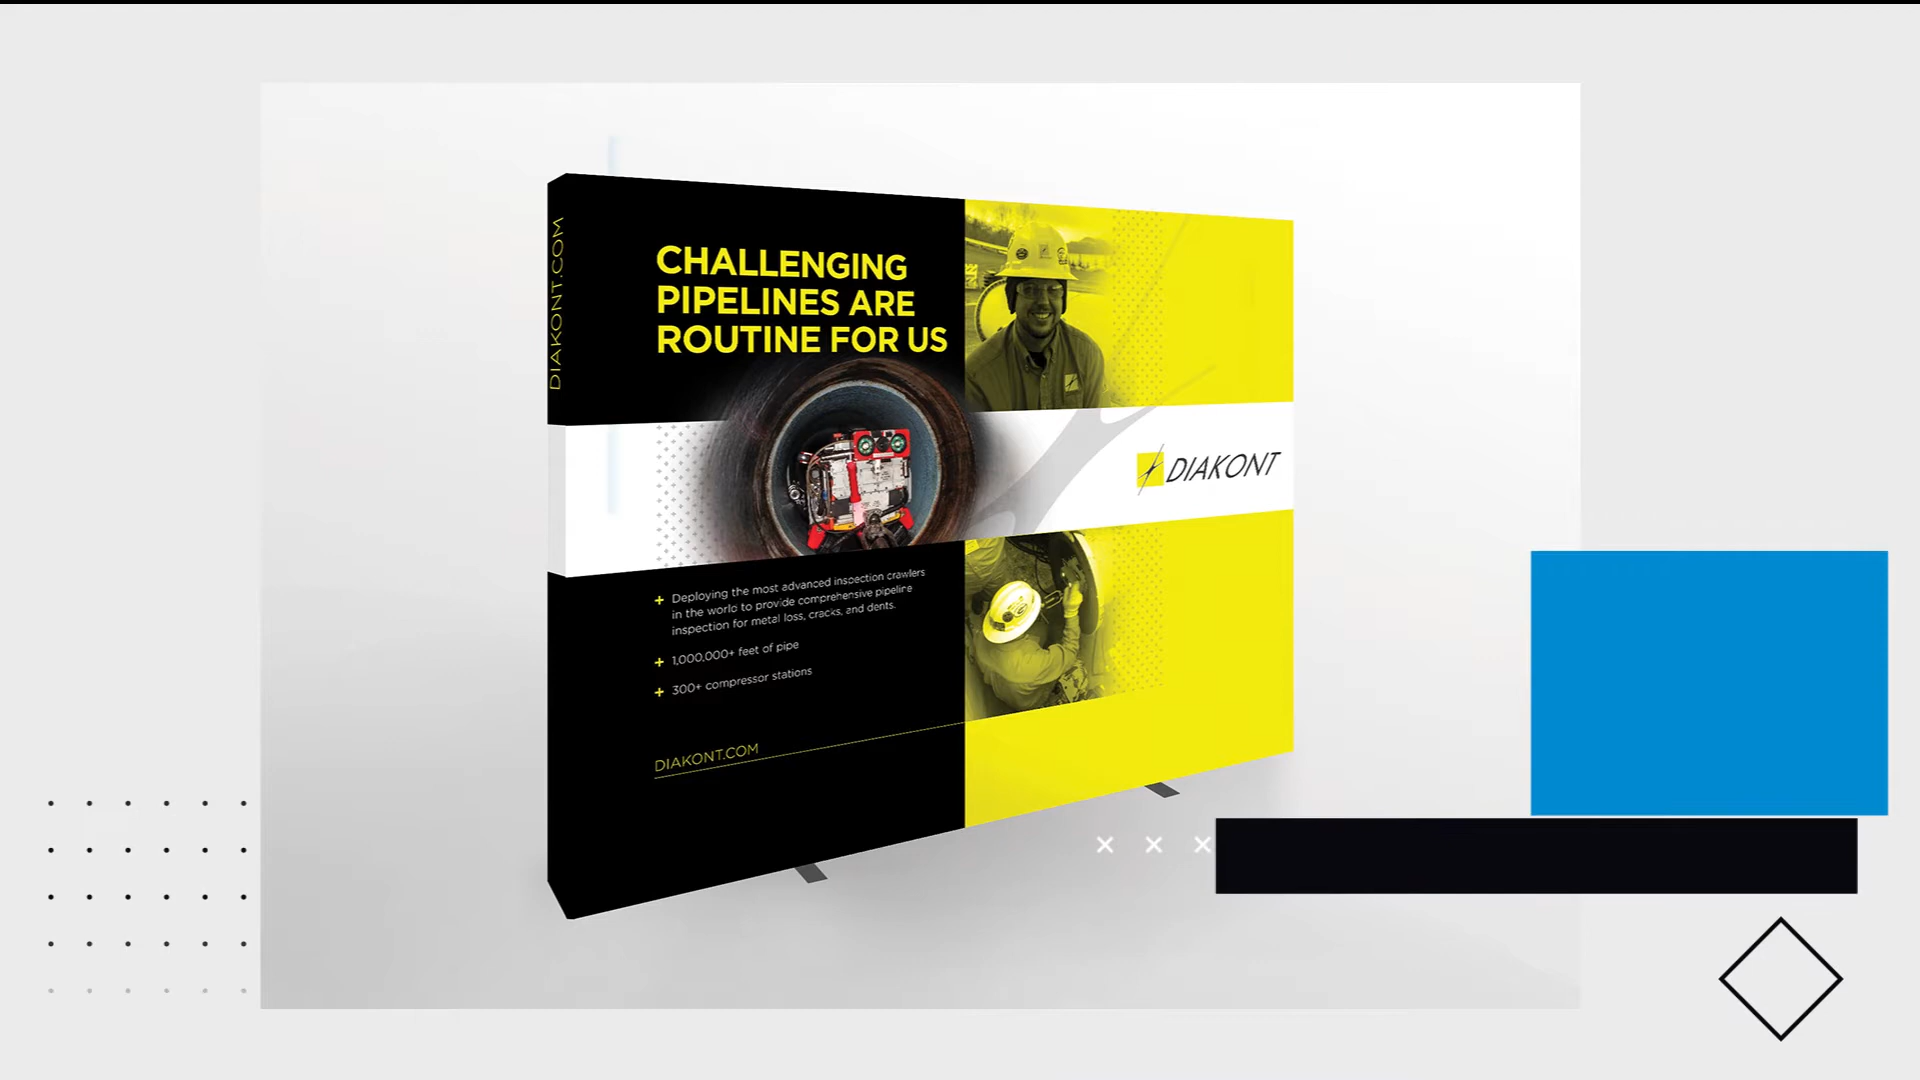 DIAKONT.COM
CHALLENGING
PIPELINES ARE
ROUTINE FOR US
DIAKONT
+ Deploying the most advanced inspection crawlers
in the world to provide comprehensive pipeline
inspection for metal loss, cracks, and dents.
+ 1,000,000+ feet of pipe
+ 300+ compressor stations
DIAKONT.COM